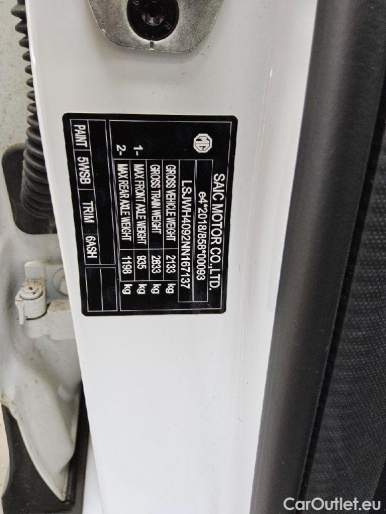 MG
SAIC MOTOR CO.,LTD.
e4*2018/858*00093
LSJWH4092NN167137
GROSS VEHICLE WEIGHT 2133 kg
GROSS TRAIN WEIGHT 2633 kg
1- MAX FRONT AXLE WEIGHT 935 kg
2- MAX REAR AXLE WEIGHT 1198 kg
PAINT 5WSB TRIM 6ASH
CarOutlet.eu